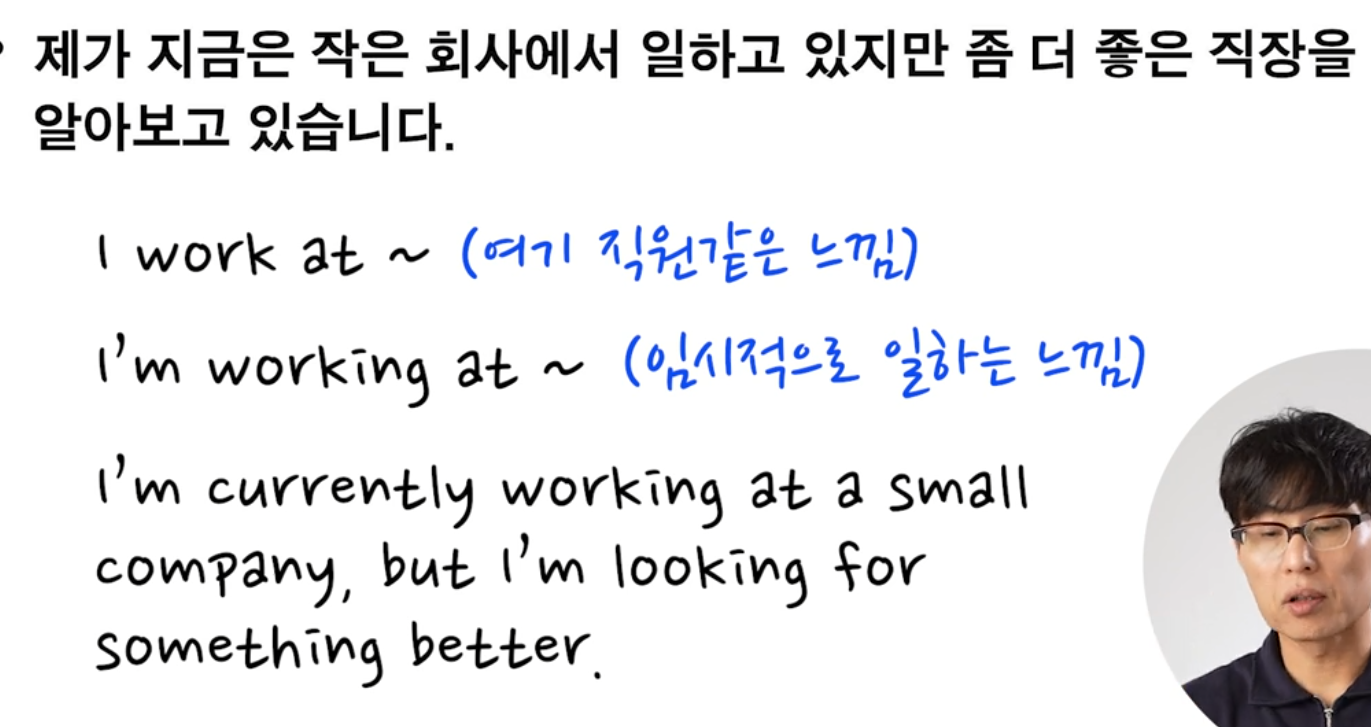 제가 지금은 작은 회사에서 일하고 있지만 좀 더 좋은 직장을
알아보고 있습니다.
I work at ~ (여기 직원같은 느낌)
I'm working at ~ (임시적으로 일하는 느낌)
I'm currently working at a small
company, but I'm looking for
something better.